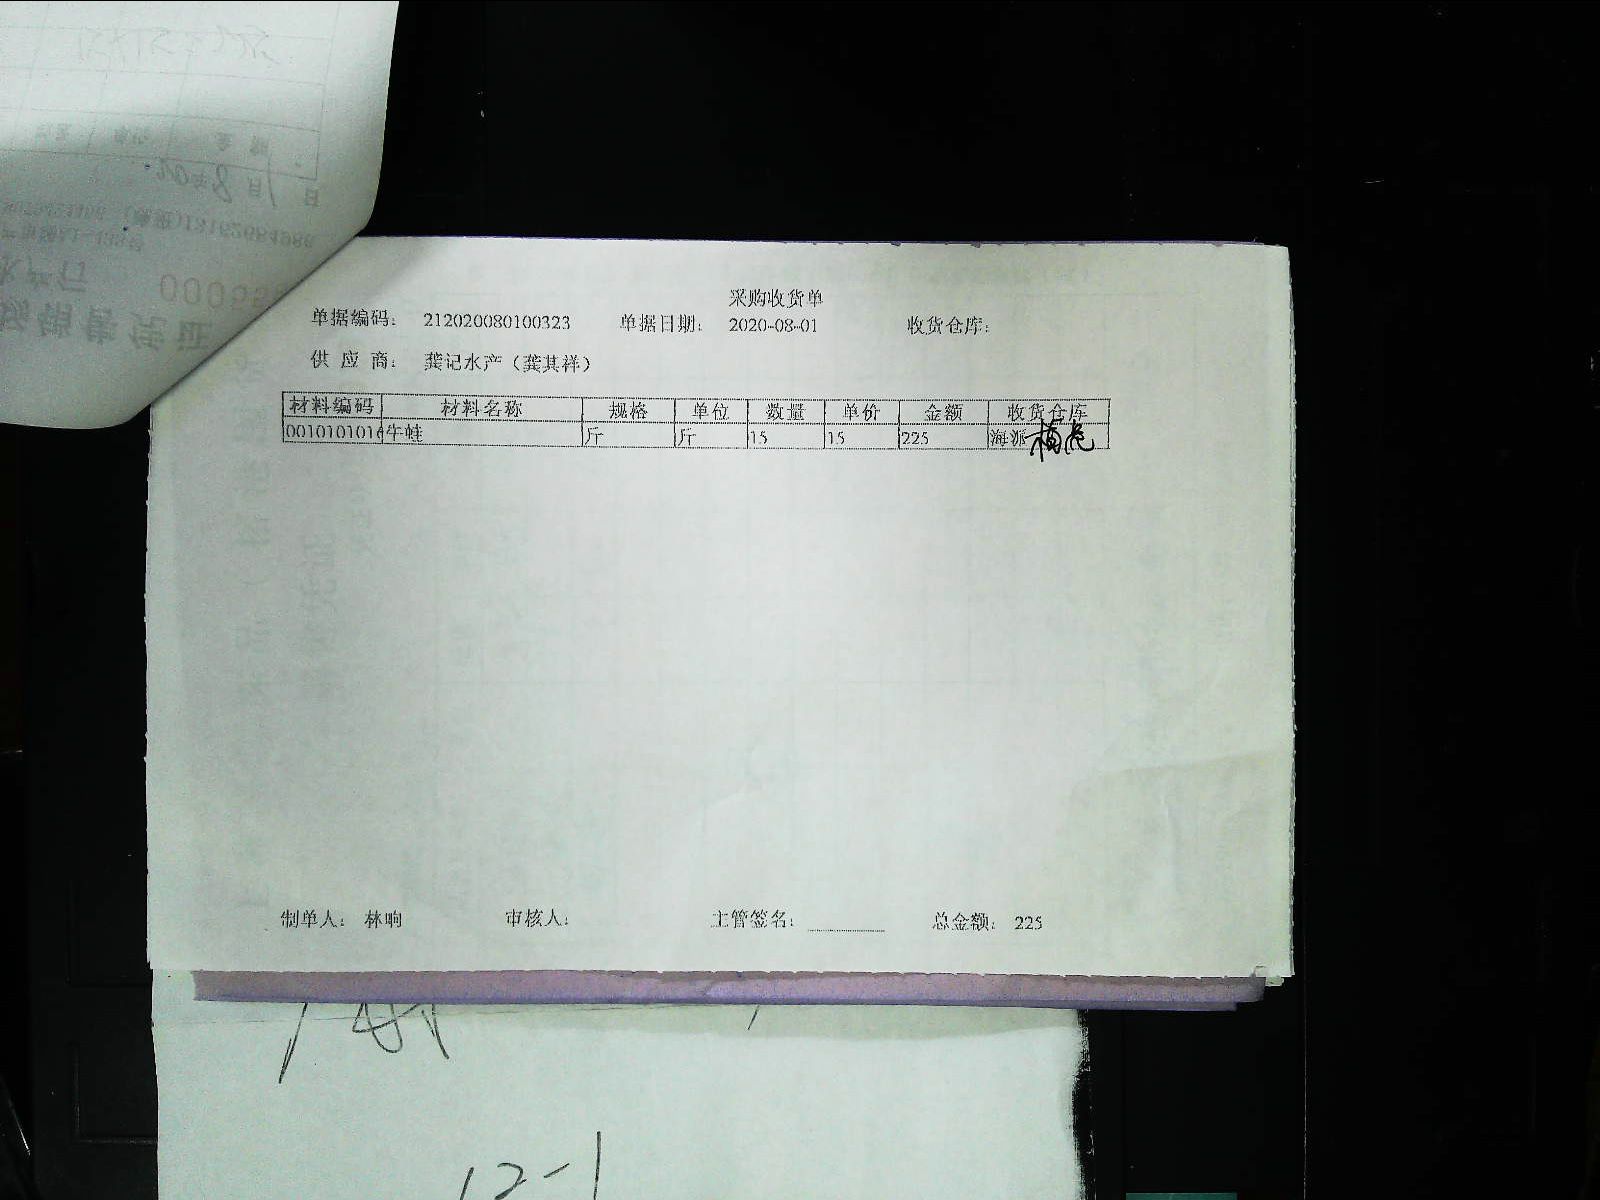 采购收货单
单据编码: 212020080100323 单据日期: 2020-08-01 收货仓库:
供应商: 龚记水产（龚其祥）
材料编码 材料名称 规格 单位 数量 单价 金额 收货仓库
0010101016 牛蛙 斤 斤 15 15 225 海派
制单人: 林响 审核人: 主管签名: 总金额: 225
12-1